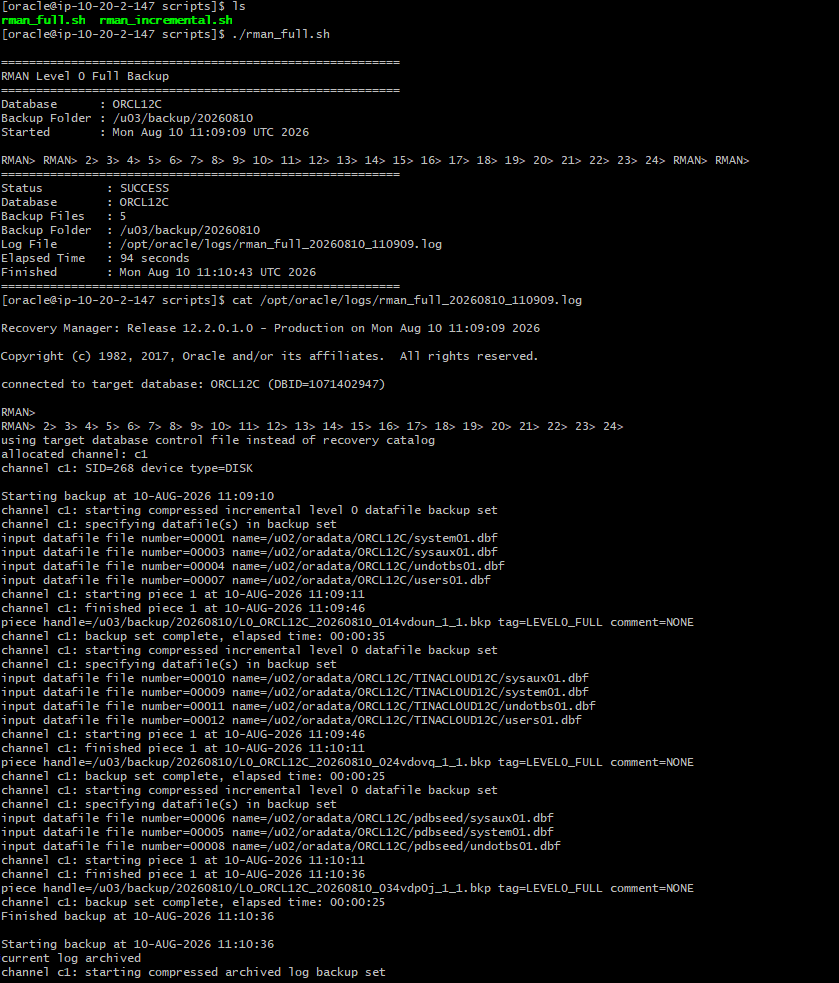 [oracle@ip-10-20-2-147 scripts]$ ls
rman_full.sh  rman_incremental.sh
[oracle@ip-10-20-2-147 scripts]$ ./rman_full.sh
=========================================================
RMAN Level 0 Full Backup
=========================================================
Database      : ORCL12C
Backup Folder : /u03/backup/20260810
Started       : Mon Aug 10 11:09:09 UTC 2026
RMAN> RMAN> 2> 3> 4> 5> 6> 7> 8> 9> 10> 11> 12> 13> 14> 15> 16> 17> 18> 19> 20> 21> 22> 23> 24> RMAN> RMAN>
=========================================================
Status         : SUCCESS
Database       : ORCL12C
Backup Files   : 5
Backup Folder  : /u03/backup/20260810
Log File       : /opt/oracle/logs/rman_full_20260810_110909.log
Elapsed Time   : 94 seconds
Finished       : Mon Aug 10 11:10:43 UTC 2026
=========================================================
[oracle@ip-10-20-2-147 scripts]$ cat /opt/oracle/logs/rman_full_20260810_110909.log
Recovery Manager: Release 12.2.0.1.0 - Production on Mon Aug 10 11:09:09 2026
Copyright (c) 1982, 2017, Oracle and/or its affiliates.  All rights reserved.
connected to target database: ORCL12C (DBID=1071402947)
RMAN>
RMAN> 2> 3> 4> 5> 6> 7> 8> 9> 10> 11> 12> 13> 14> 15> 16> 17> 18> 19> 20> 21> 22> 23> 24>
using target database control file instead of recovery catalog
allocated channel: c1
channel c1: SID=268 device type=DISK
Starting backup at 10-AUG-2026 11:09:10
channel c1: starting compressed incremental level 0 datafile backup set
channel c1: specifying datafile(s) in backup set
input datafile file number=00001 name=/u02/oradata/ORCL12C/system01.dbf
input datafile file number=00003 name=/u02/oradata/ORCL12C/sysaux01.dbf
input datafile file number=00004 name=/u02/oradata/ORCL12C/undotbs01.dbf
input datafile file number=00007 name=/u02/oradata/ORCL12C/users01.dbf
channel c1: starting piece 1 at 10-AUG-2026 11:09:11
channel c1: finished piece 1 at 10-AUG-2026 11:09:46
piece handle=/u03/backup/20260810/L0_ORCL12C_20260810_014vdoun_1_1.bkp tag=LEVEL0_FULL comment=NONE
channel c1: backup set complete, elapsed time: 00:00:35
channel c1: starting compressed incremental level 0 datafile backup set
channel c1: specifying datafile(s) in backup set
input datafile file number=00010 name=/u02/oradata/ORCL12C/TINACLOUD12C/sysaux01.dbf
input datafile file number=00009 name=/u02/oradata/ORCL12C/TINACLOUD12C/system01.dbf
input datafile file number=00011 name=/u02/oradata/ORCL12C/TINACLOUD12C/undotbs01.dbf
input datafile file number=00012 name=/u02/oradata/ORCL12C/TINACLOUD12C/users01.dbf
channel c1: starting piece 1 at 10-AUG-2026 11:09:46
channel c1: finished piece 1 at 10-AUG-2026 11:10:11
piece handle=/u03/backup/20260810/L0_ORCL12C_20260810_024vdovq_1_1.bkp tag=LEVEL0_FULL comment=NONE
channel c1: backup set complete, elapsed time: 00:00:25
channel c1: starting compressed incremental level 0 datafile backup set
channel c1: specifying datafile(s) in backup set
input datafile file number=00006 name=/u02/oradata/ORCL12C/pdbseed/sysaux01.dbf
input datafile file number=00005 name=/u02/oradata/ORCL12C/pdbseed/system01.dbf
input datafile file number=00008 name=/u02/oradata/ORCL12C/pdbseed/undotbs01.dbf
channel c1: starting piece 1 at 10-AUG-2026 11:10:11
channel c1: finished piece 1 at 10-AUG-2026 11:10:36
piece handle=/u03/backup/20260810/L0_ORCL12C_20260810_034vdp0j_1_1.bkp tag=LEVEL0_FULL comment=NONE
channel c1: backup set complete, elapsed time: 00:00:25
Finished backup at 10-AUG-2026 11:10:36
Starting backup at 10-AUG-2026 11:10:36
current log archived
channel c1: starting compressed archived log backup set